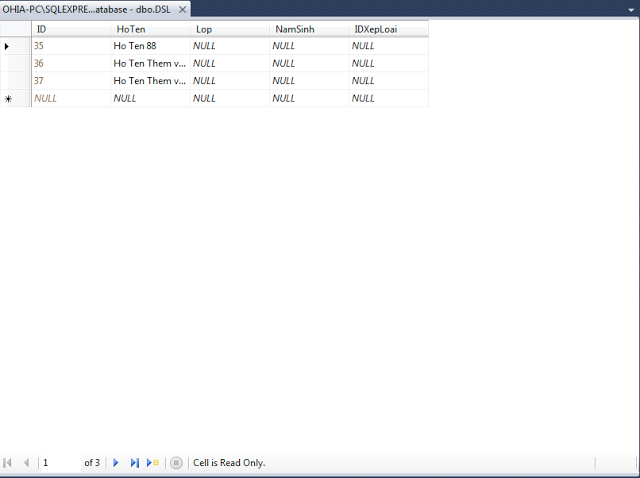 OHIA-PC\SQLEXPRE...atabase - dbo.DSL
ID HoTen Lop NamSinh IDXepLoai
35 Ho Ten 88 NULL NULL NULL
36 Ho Ten Them v... NULL NULL NULL
37 Ho Ten Them v... NULL NULL NULL
NULL NULL NULL NULL NULL
1 of 3 Cell is Read Only.